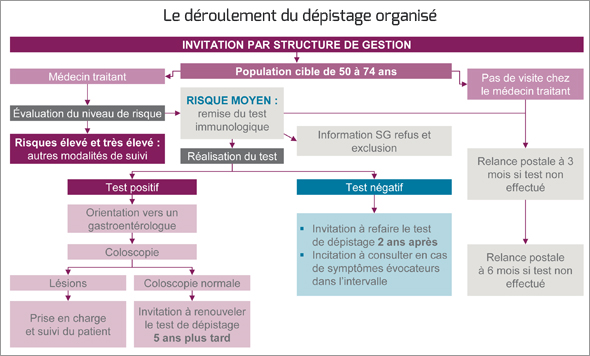 Le déroulement du dépistage organisé
INVITATION PAR STRUCTURE DE GESTION
Population cible de 50 à 74 ans
Médecin traitant
Pas de visite chez
le médecin traitant
Évaluation du niveau de risque
RISQUE MOYEN :
remise du test
immunologique
Risques élevé et très élevé :
autres modalités de suivi
Information SG refus et
exclusion
Réalisation du test
Relance postale à 3
mois si test non
effectué
Test positif
Test négatif
Orientation vers un
gastroentérologue
Invitation à refaire le test
de dépistage 2 ans après
Incitation à consulter en cas
de symptômes évocateurs
dans l'intervalle
Coloscopie
Relance postale
à 6 mois si test non
effectué
Lésions
Coloscopie normale
Prise en charge
et suivi du patient
Invitation à renouveler
le test de dépistage
5 ans plus tard